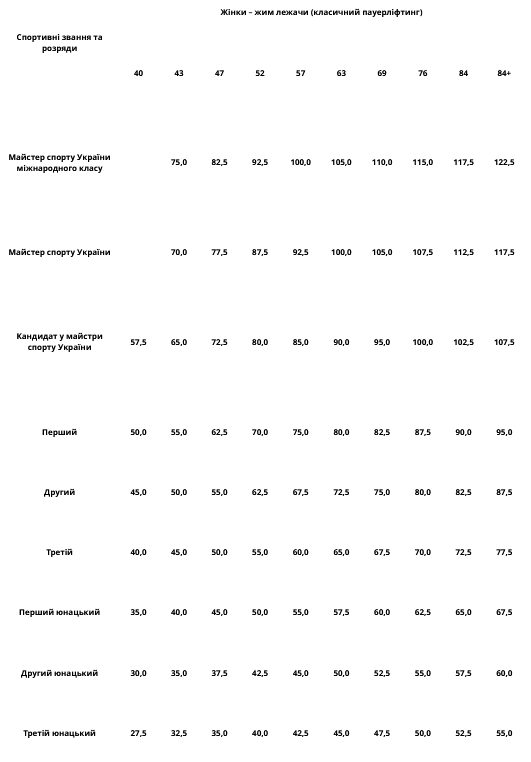 Жінки – жим лежачи (класичний пауерліфтинг)
Спортивні звання та
розряди
40 43 47 52 57 63 69 76 84 84+
Майстер спорту України
міжнародного класу
75,0 82,5 92,5 100,0 105,0 110,0 115,0 117,5 122,5
Майстер спорту України 70,0 77,5 87,5 92,5 100,0 105,0 107,5 112,5 117,5
Кандидат у майстри
спорту України
57,5 65,0 72,5 80,0 85,0 90,0 95,0 100,0 102,5 107,5
Перший 50,0 55,0 62,5 70,0 75,0 80,0 82,5 87,5 90,0 95,0
Другий 45,0 50,0 55,0 62,5 67,5 72,5 75,0 80,0 82,5 87,5
Третій 40,0 45,0 50,0 55,0 60,0 65,0 67,5 70,0 72,5 77,5
Перший юнацький 35,0 40,0 45,0 50,0 55,0 57,5 60,0 62,5 65,0 67,5
Другий юнацький 30,0 35,0 37,5 42,5 45,0 50,0 52,5 55,0 57,5 60,0
Третій юнацький 27,5 32,5 35,0 40,0 42,5 45,0 47,5 50,0 52,5 55,0